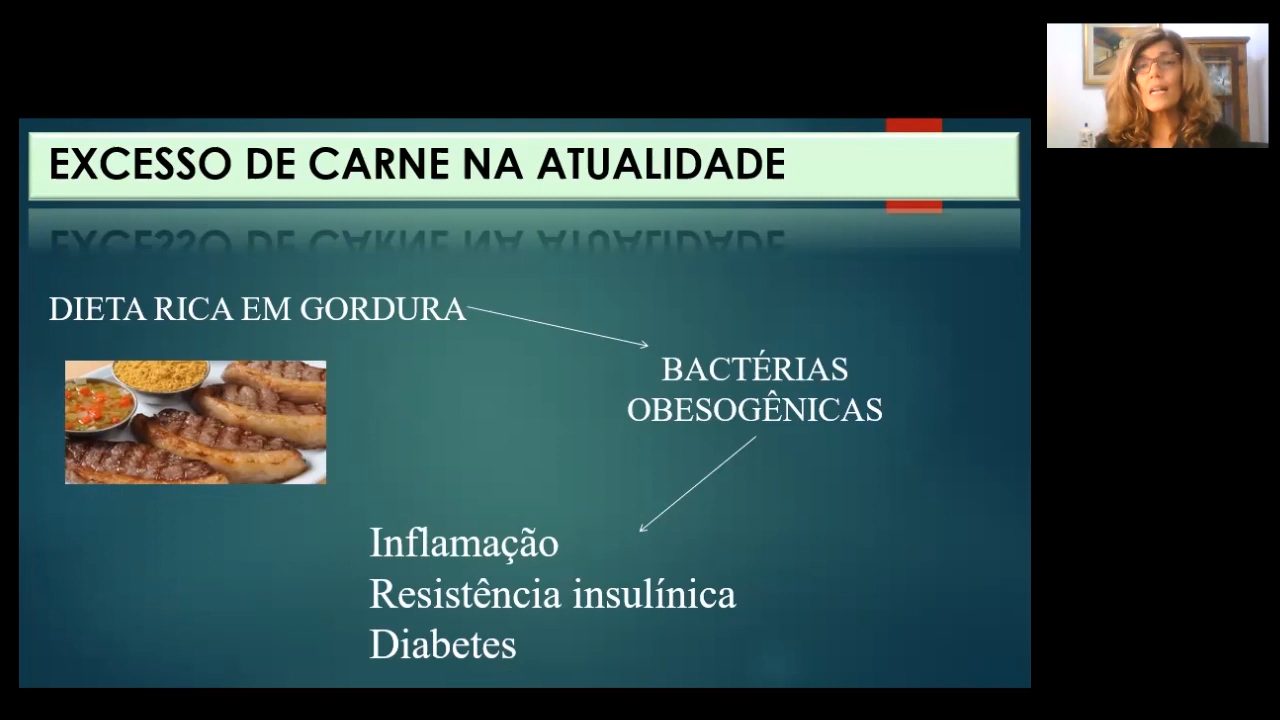 EXCESSO DE CARNE NA ATUALIDADE
DIETA RICA EM GORDURA
BACTÉRIAS
OBESOGÊNICAS
Inflamação
Resistência insulínica
Diabetes